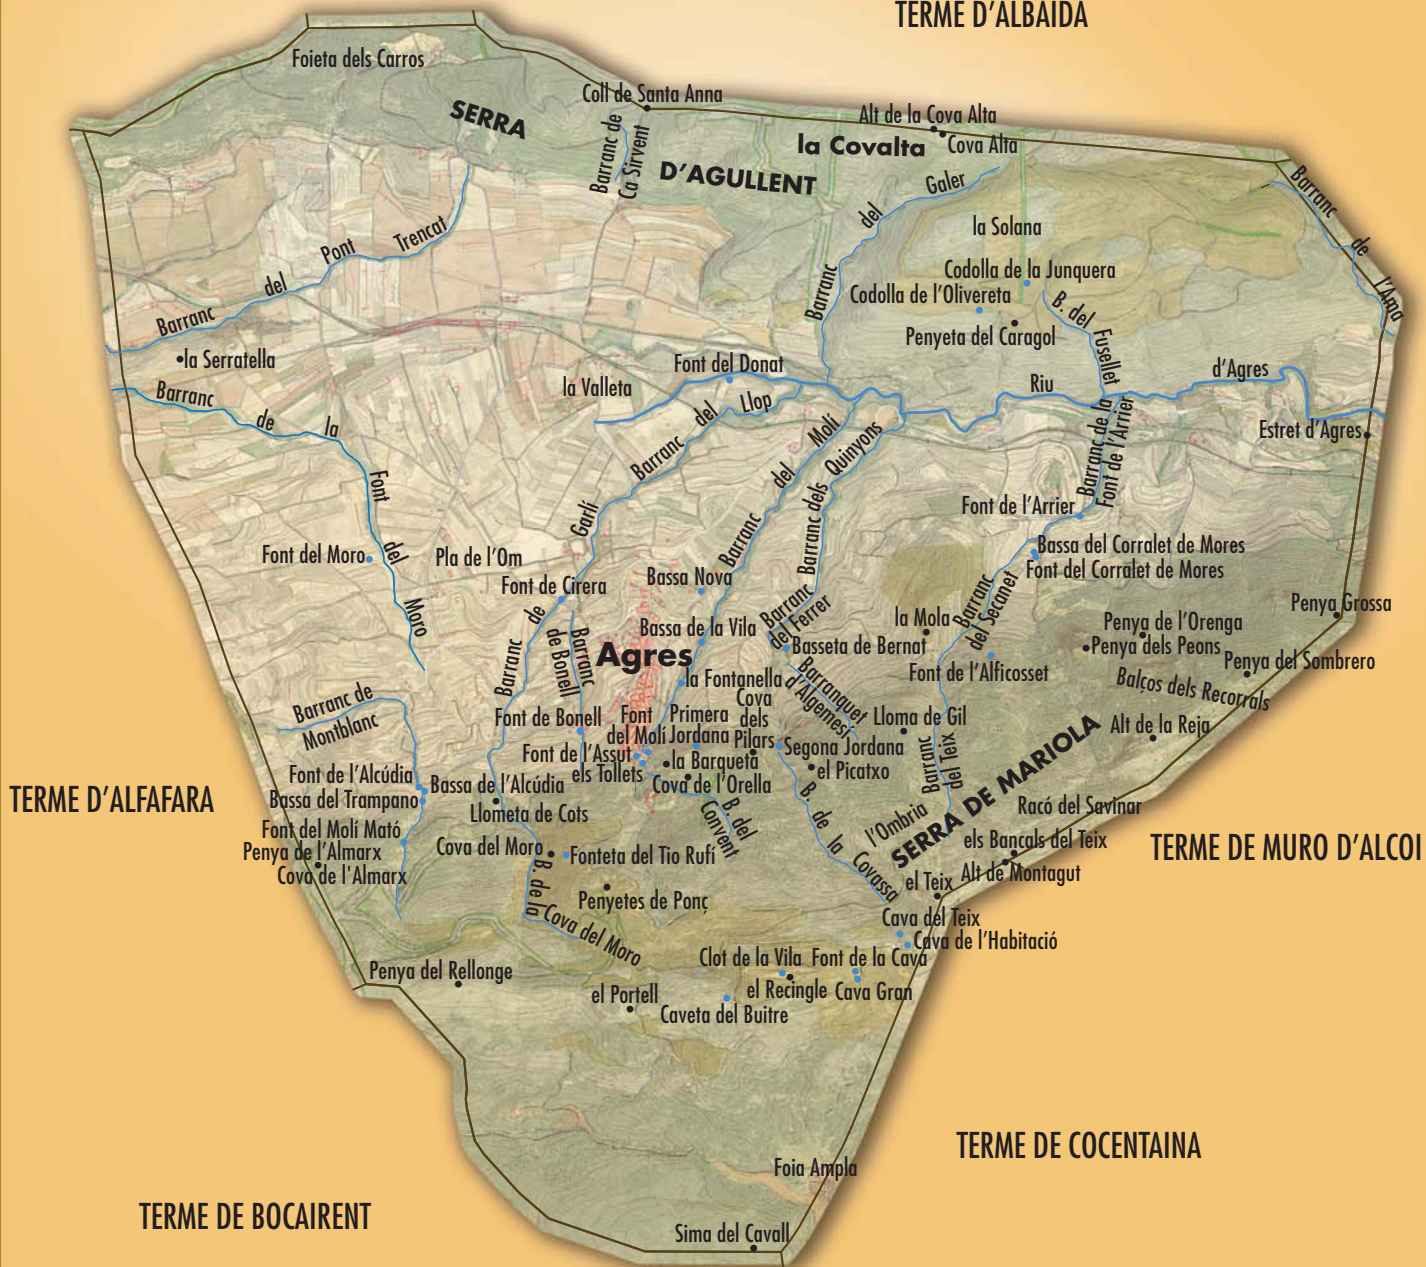 TERME D'ALBAIDA
Foieta dels Carros
Coll de Santa Anna
SERRA
D'AGULLENT
Barranc de
Ca Sirvent
Alt de la Cova Alta
la Covalta
Cova Alta
Barranc del Galer
la Solana
Barranc de l'Ama
Codolla de la Junquera
Codolla de l'Olivereta
Penyeta del Caragol
B. del Fusellet
Barranc del Pont Trencat
la Serratella
Barranc de la Font del Moro
la Valleta
Font del Donat
Riu d'Agres
Estret d'Agres
Barranc de Garlí
Barranc del Llop
Barranc del Molí
Barranc dels Quinyons
Barranc de la
Font de l'Arrier
Font de l'Arrier
Bassa del Corralet de Mores
Font del Corralet de Mores
Font del Moro
Pla de l'Om
Font de Cirera
Bassa Nova
Bassa de la Vila
Agres
la Fontanella
Barranc
de Bonell
Barranc
del Ferrer
Basseta de Bernat
Barranquet
d'Algemesí
la Mola
Barranc
del Secanet
Font de l'Alficosset
Penya Grossa
Penya de l'Orenga
Penya dels Peons
Penya del Sombrero
Balços dels Recorrals
Alt de la Reja
Barranc de
Montblanc
Font de Bonell
Font
del Molí
Primera
Jordana
Cova
dels
Pilars
Segona Jordana
Lloma de Gil
Barranc
del Teix
Font de l'Assut
els Tollets
la Barqueta
Cova de l'Orella
el Picatxo
SERRA DE MARIOLA
Font de l'Alcúdia
Bassa de l'Alcúdia
Bassa del Trampano
Llometa de Cots
B. del
Convent
B. de la Covassa
l'Ombria
Racó del Savinar
TERME D'ALFAFARA
TERME DE MURO D'ALCOI
Font del Molí Mató
Penya de l'Almarx
Cova de l'Almarx
Cova del Moro
Fonteta del Tio Rufí
els Bancals del Teix
Alt de Montagut
el Teix
B. de la Cova del Moro
Penyetes de Ponç
Cava del Teix
Cava de l'Habitació
Penya del Rellonge
Clot de la Vila
Font de la Cava
el Recingle
Cava Gran
el Portell
Caveta del Buitre
TERME DE COCENTAINA
Foia Ampla
TERME DE BOCAIRENT
Sima del Cavall